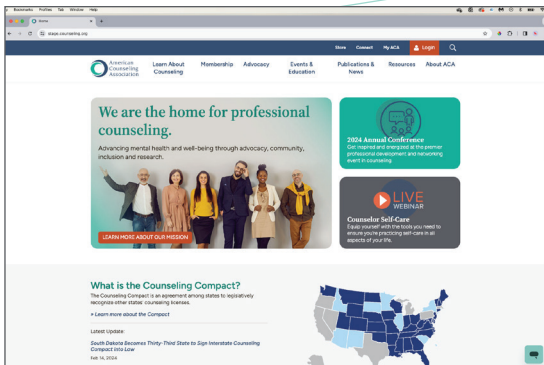 Bookmarks Profiles Tab Window Help
Home
stage.counseling.org
Store Connect My ACA Login
American
Counseling
Association
Learn About
Counseling
Membership
Advocacy
Events &
Education
Publications &
News
Resources
About ACA
We are the home for professional
counseling.
Advancing mental health and well-being through advocacy, community,
inclusion and research.
LEARN MORE ABOUT OUR MISSION
2024 Annual Conference
Get inspired and energized at the premier
professional development and networking
event in counseling.
LIVE
WEBINAR
Counselor Self-Care
Equip yourself with the tools you need to
ensure you're practicing self-care in all
aspects of your life.
What is the Counseling Compact?
The Counseling Compact is an agreement among states to legislatively
recognize other states' counseling licenses.
» Learn more about the Compact
Latest Update:
South Dakota Becomes Thirty-Third State to Sign Interstate Counseling
Compact Into Law
Feb 14, 2024